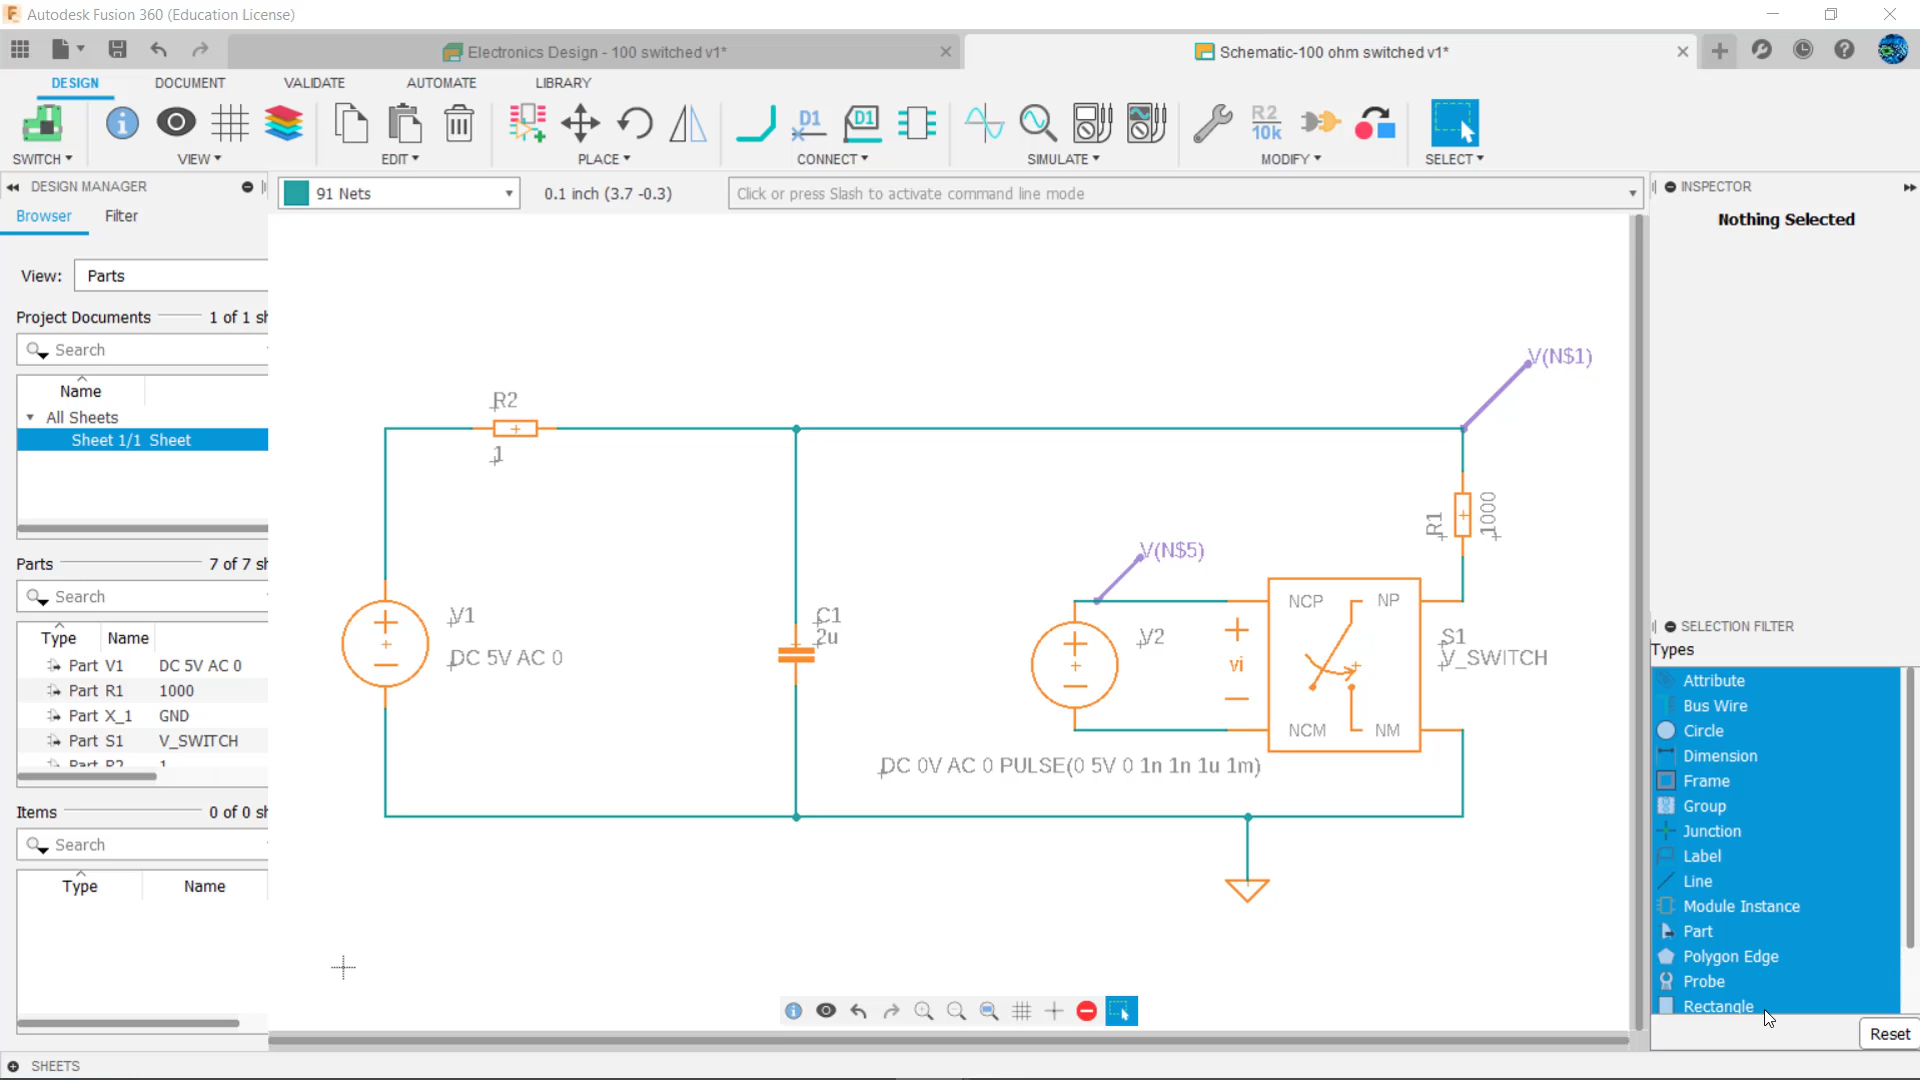 Autodesk Fusion 360 (Education License)
Electronics Design - 100 switched v1*
Schematic-100 ohm switched v1*
DESIGN DOCUMENT VALIDATE AUTOMATE LIBRARY
D1 D1 R2 10k
SWITCH VIEW EDIT PLACE CONNECT SIMULATE MODIFY SELECT
DESIGN MANAGER
91 Nets
0.1 inch (3.7 -0.3)
Click or press Slash to activate command line mode
INSPECTOR
Nothing Selected
Browser Filter
View: Parts
Project Documents 1 of 1 sh
Search
Name
All Sheets
Sheet 1/1 Sheet
Parts 7 of 7 sh
Search
Type Name
Part V1 DC 5V AC 0
Part R1 1000
Part X_1 GND
Part S1 V_SWITCH
Part R2 1
Items 0 of 0 sh
Search
Type Name
SHEETS
R2
1
V(N$1)
R1
1000
V(N$5)
V1
DC 5V AC 0
C1
2u
V2
vi
NCP NP
NCM NM
S1
V_SWITCH
DC 0V AC 0 PULSE(0 5V 0 1n 1n 1u 1m)
SELECTION FILTER
Types
Attribute
Bus Wire
Circle
Dimension
Frame
Group
Junction
Label
Line
Module Instance
Part
Polygon Edge
Probe
Rectangle
Reset